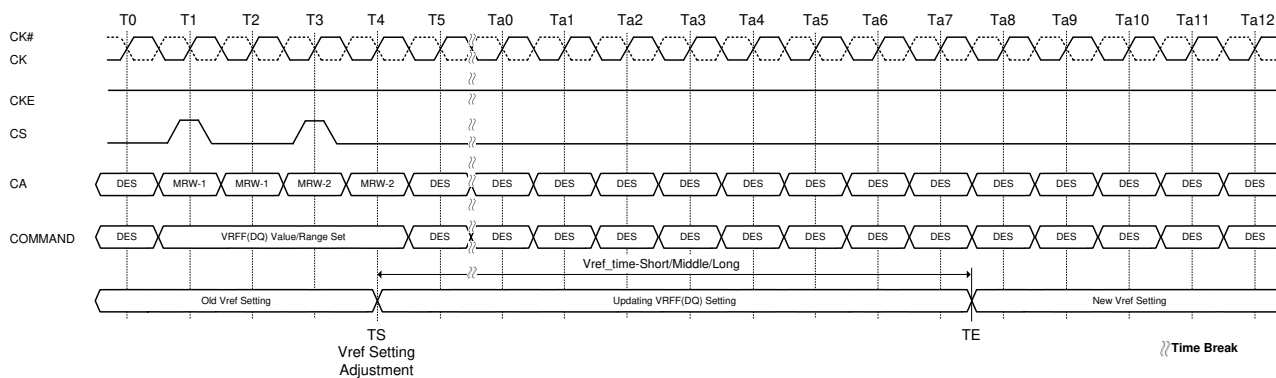 T0 T1 T2 T3 T4 T5 Ta0 Ta1 Ta2 Ta3 Ta4 Ta5 Ta6 Ta7 Ta8 Ta9 Ta10 Ta11 Ta12
CK#
CK
CKE
CS
CA DES MRW-1 MRW-1 MRW-2 MRW-2 DES DES DES DES DES DES DES DES DES DES DES DES DES DES
COMMAND DES VRFF(DQ) Value/Range Set DES DES DES DES DES DES DES DES DES DES DES DES DES DES
Vref_time-Short/Middle/Long
Old Vref Setting Updating VRFF(DQ) Setting New Vref Setting
TS TE
Vref Setting Time Break
Adjustment